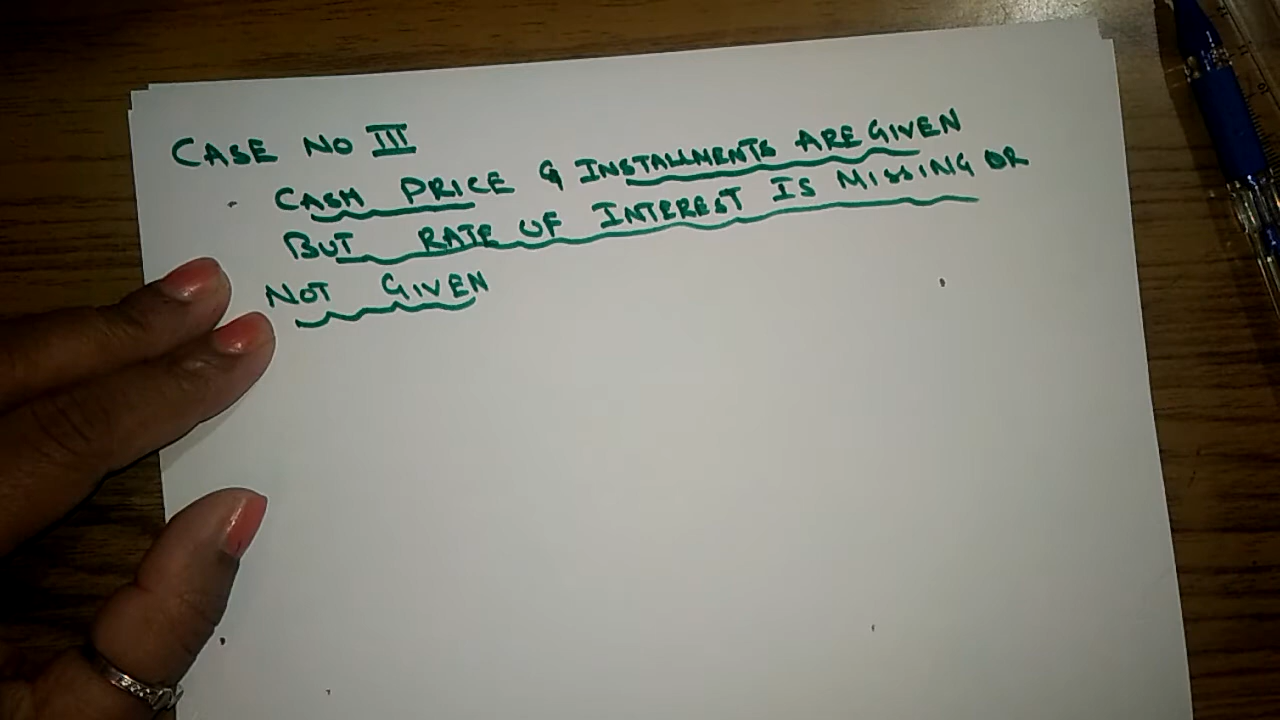 CASE NO III
CASH PRICE & INSTALLMENTS ARE GIVEN
BUT RATE OF INTEREST IS MISSING OR
NOT GIVEN